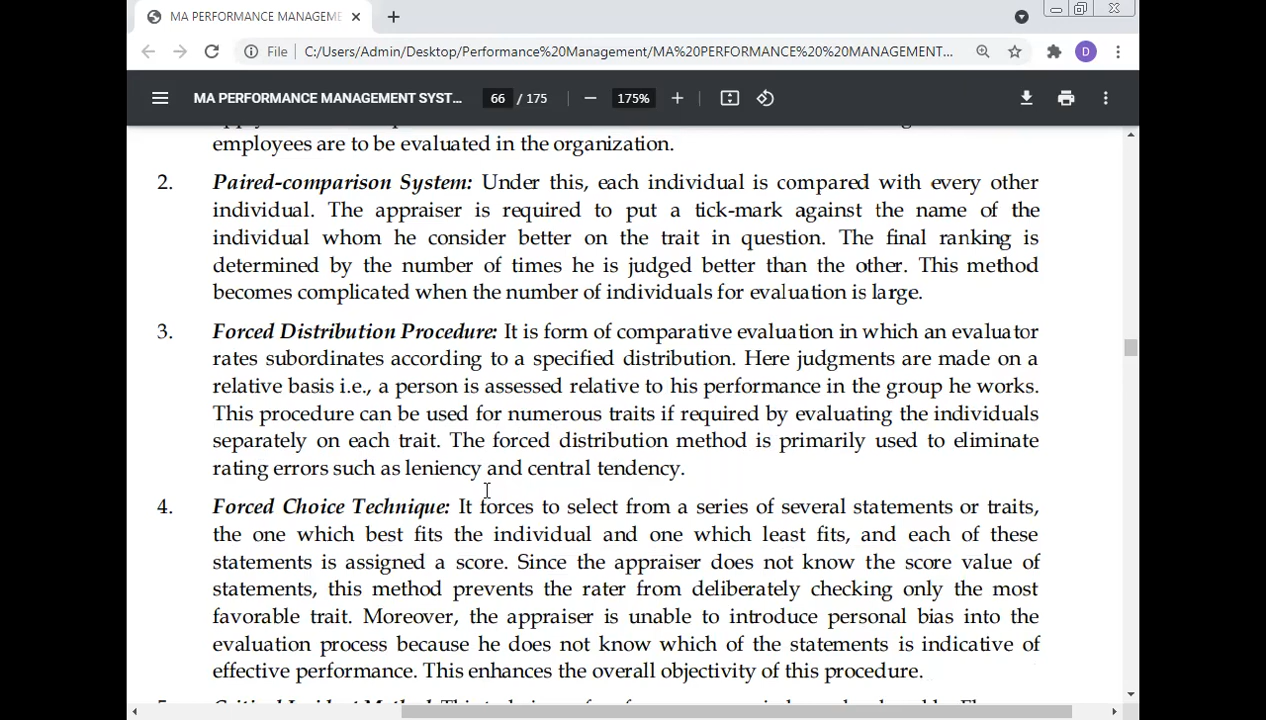 MA PERFORMANCE MANAGEME
File C:/Users/Admin/Desktop/Performance%20Management/MA%20PERFORMANCE%20%20MANAGEMENT...
D
MA PERFORMANCE MANAGEMENT SYST...
66 / 175
175%
employees are to be evaluated in the organization.
2. Paired-comparison System: Under this, each individual is compared with every other
individual. The appraiser is required to put a tick-mark against the name of the
individual whom he consider better on the trait in question. The final ranking is
determined by the number of times he is judged better than the other. This method
becomes complicated when the number of individuals for evaluation is large.
3. Forced Distribution Procedure: It is form of comparative evaluation in which an evaluator
rates subordinates according to a specified distribution. Here judgments are made on a
relative basis i.e., a person is assessed relative to his performance in the group he works.
This procedure can be used for numerous traits if required by evaluating the individuals
separately on each trait. The forced distribution method is primarily used to eliminate
rating errors such as leniency and central tendency.
4. Forced Choice Technique: It forces to select from a series of several statements or traits,
the one which best fits the individual and one which least fits, and each of these
statements is assigned a score. Since the appraiser does not know the score value of
statements, this method prevents the rater from deliberately checking only the most
favorable trait. Moreover, the appraiser is unable to introduce personal bias into the
evaluation process because he does not know which of the statements is indicative of
effective performance. This enhances the overall objectivity of this procedure.